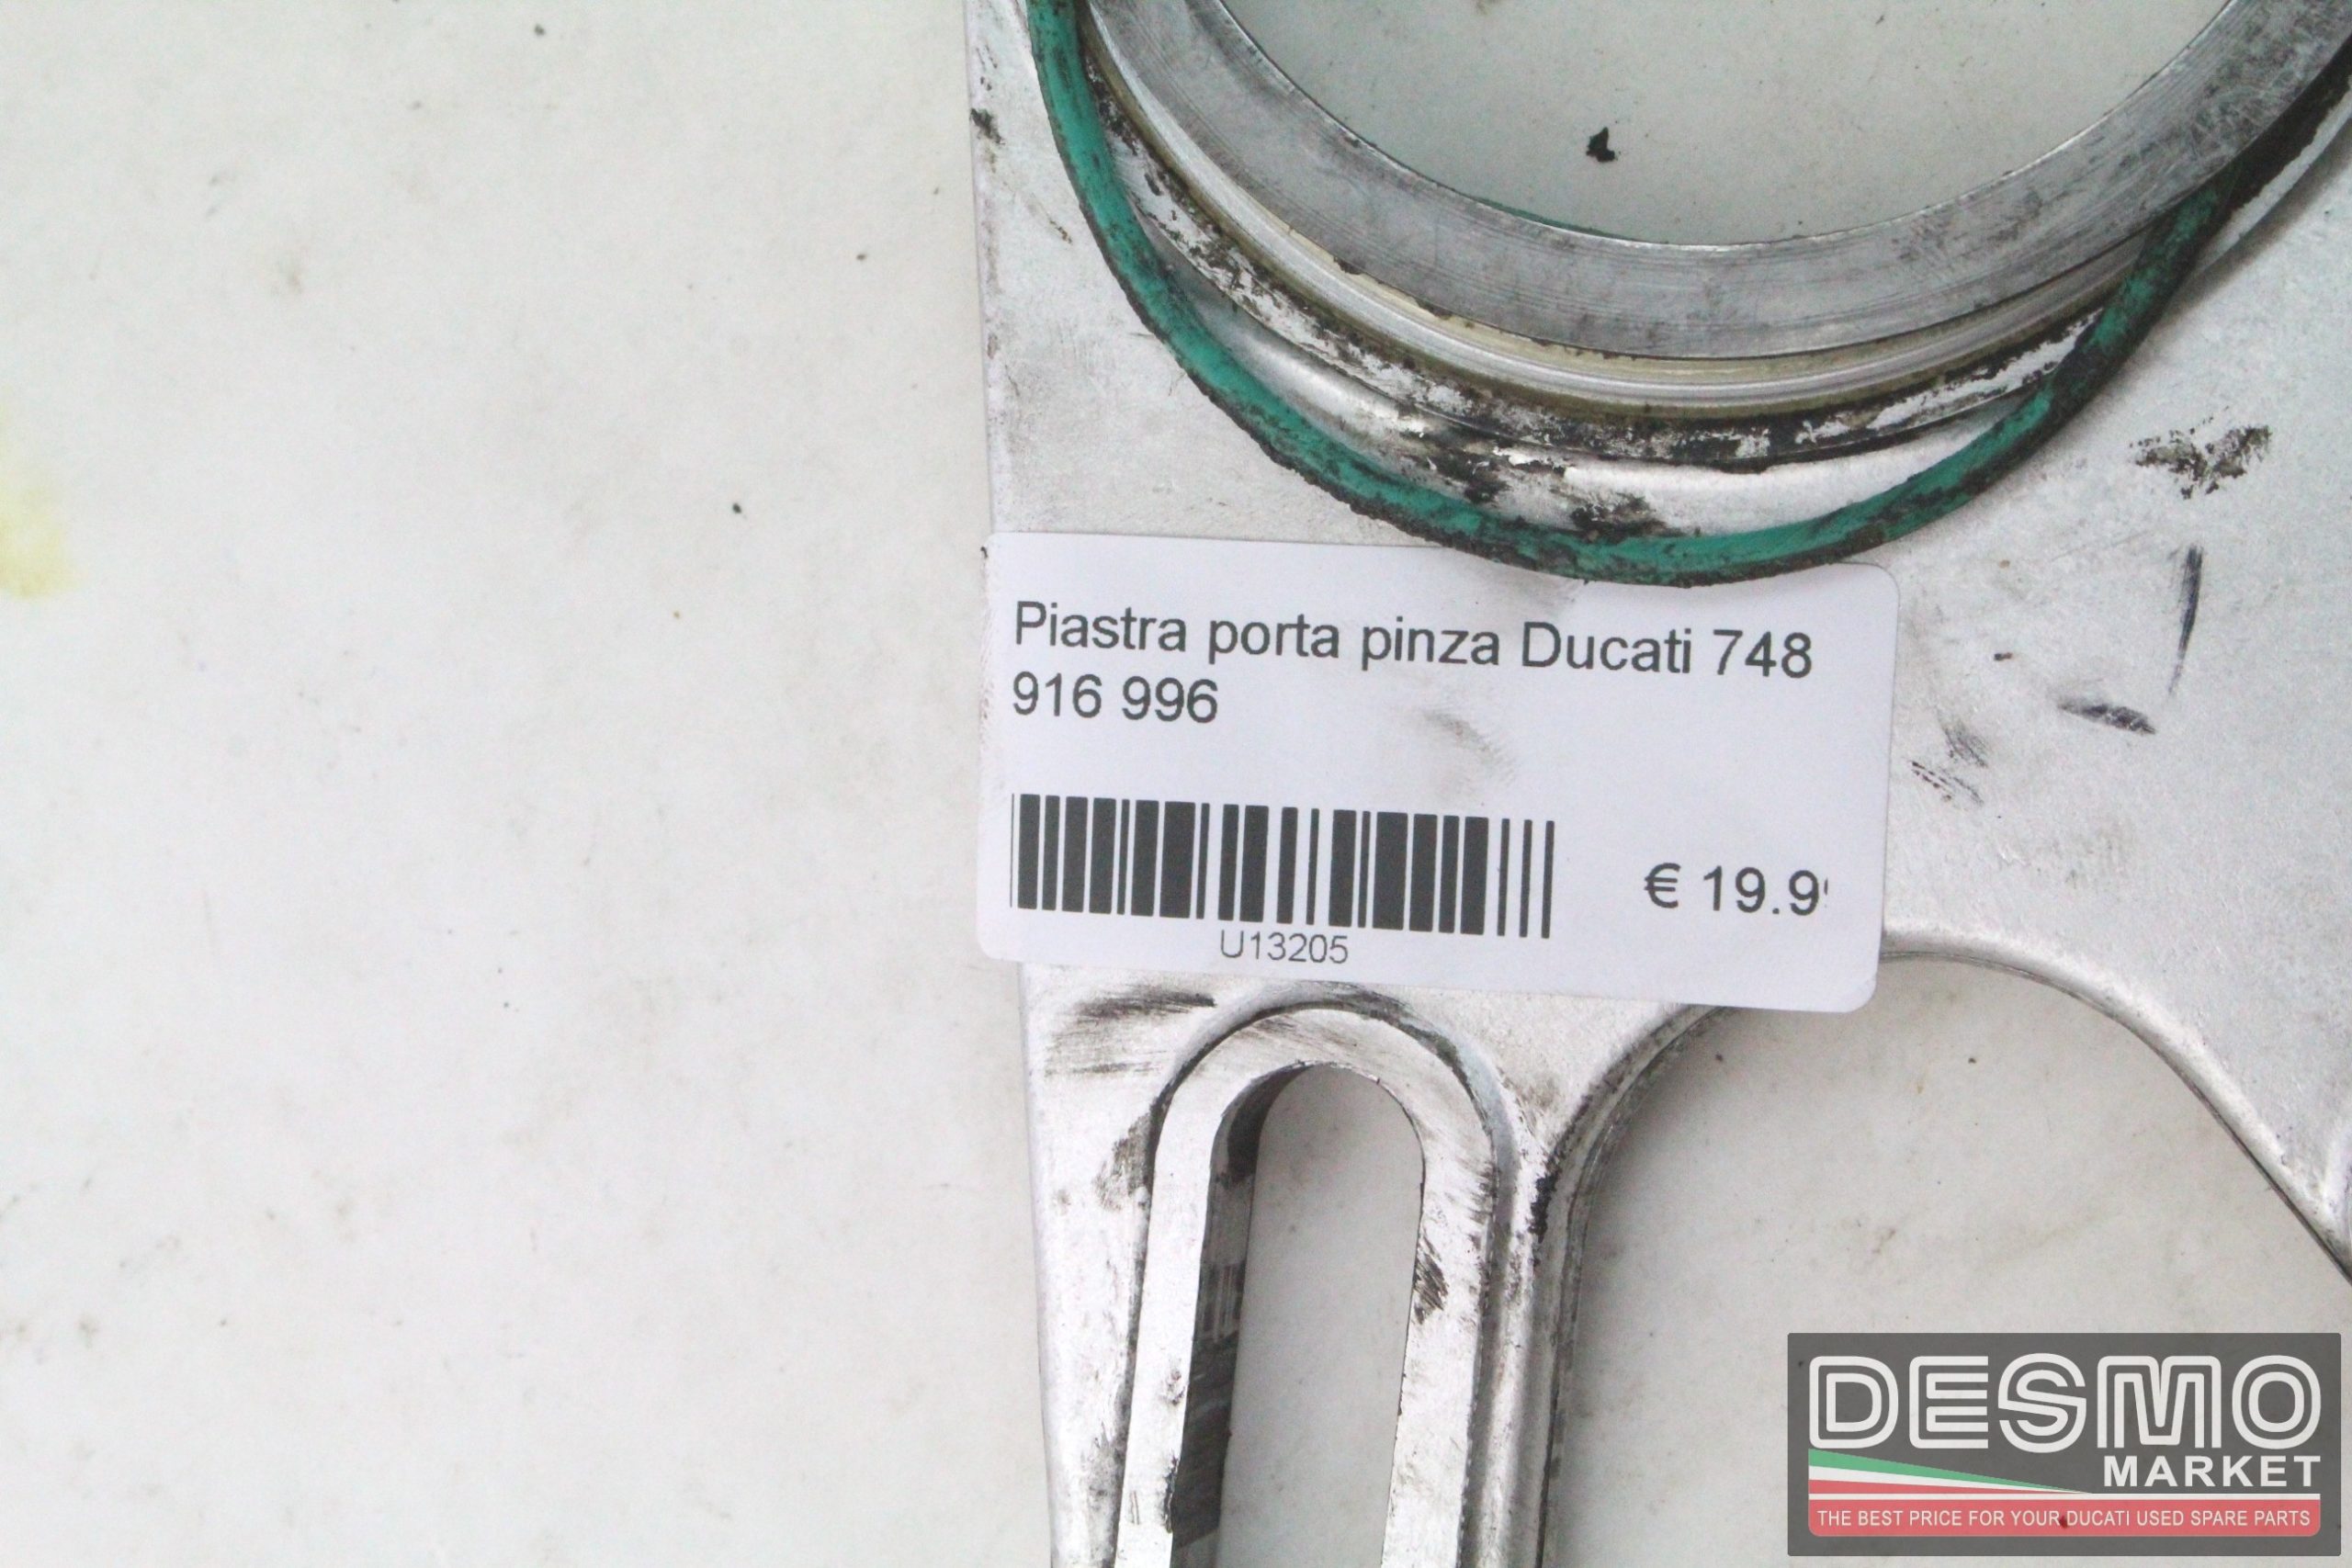 Piastra porta pinza Ducati 748
916 996
€ 19.9
U13205
DESMO
MARKET
THE BEST PRICE FOR YOUR DUCATI USED SPARE PARTS